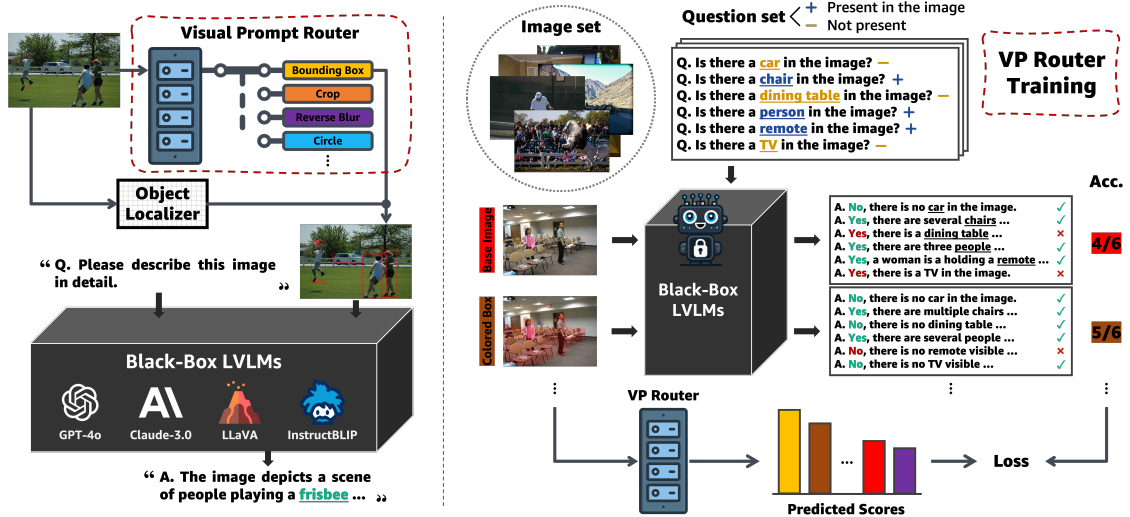 Visual Prompt Router
Bounding Box
Crop
Reverse Blur
Circle
⋮
Object
Localizer
“ Q. Please describe this image
in detail. ”
Black-Box LVLMs
GPT-4o
Claude-3.0
LLaVA
InstructBLIP
“ A. The image depicts a scene
of people playing a frisbee ... ”
Image set
Question set
+ Present in the image
− Not present
VP Router
Training
Q. Is there a car in the image? −
Q. Is there a chair in the image? +
Q. Is there a dining table in the image? −
Q. Is there a person in the image? +
Q. Is there a remote in the image? +
Q. Is there a TV in the image? −
Base Image
Colored Box
Black-Box
LVLMs
Acc.
A. No, there is no car in the image. ✓
A. Yes, there are several chairs ... ✓
A. Yes, there is a dining table ... ×
A. Yes, there are three people ... ✓
A. Yes, a woman is a holding a remote ... ✓
A. Yes, there is a TV in the image. ×
4/6
A. No, there is no car in the image. ✓
A. Yes, there are multiple chairs ... ✓
A. No, there is no dining table ... ✓
A. Yes, there are several people ... ✓
A. No, there is no remote visible ... ×
A. No, there is no TV visible ... ✓
5/6
VP Router
...
Predicted Scores
Loss